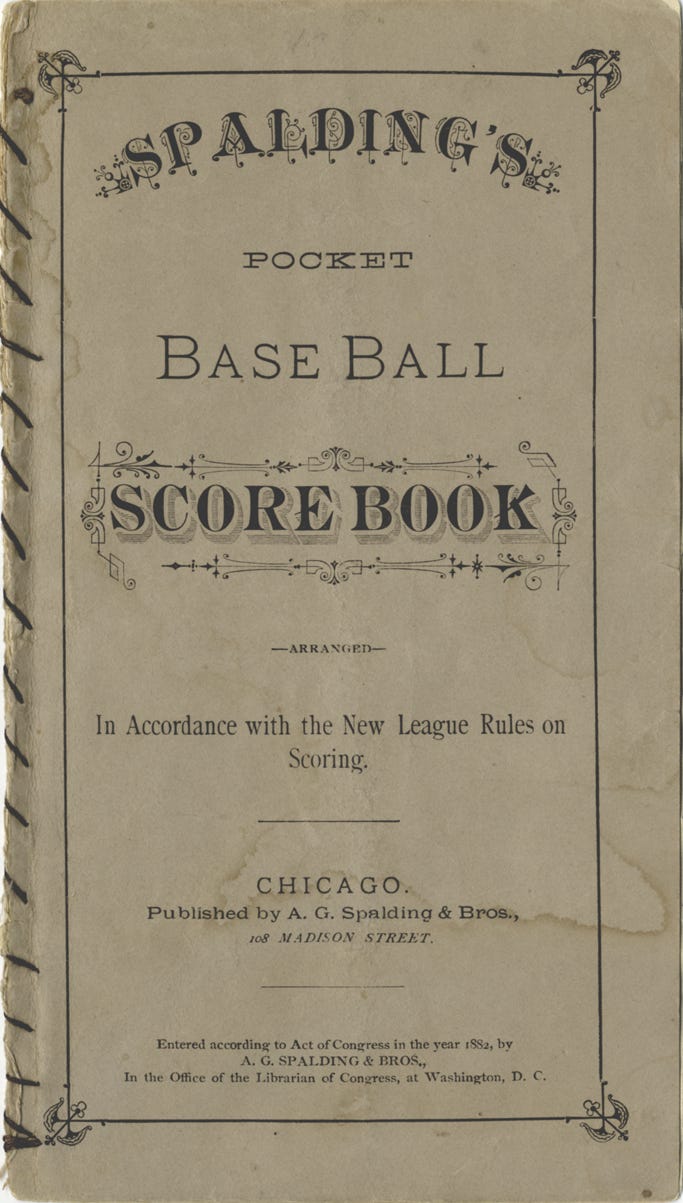 SPALDING'S
POCKET
BASE BALL
SCORE BOOK
—ARRANGED—
In Accordance with the New League Rules on
Scoring.
CHICAGO.
Published by A. G. Spalding & Bros.,
108 MADISON STREET.
Entered according to Act of Congress in the year 1882, by
A. G. SPALDING & BROS.,
In the Office of the Librarian of Congress, at Washington, D. C.